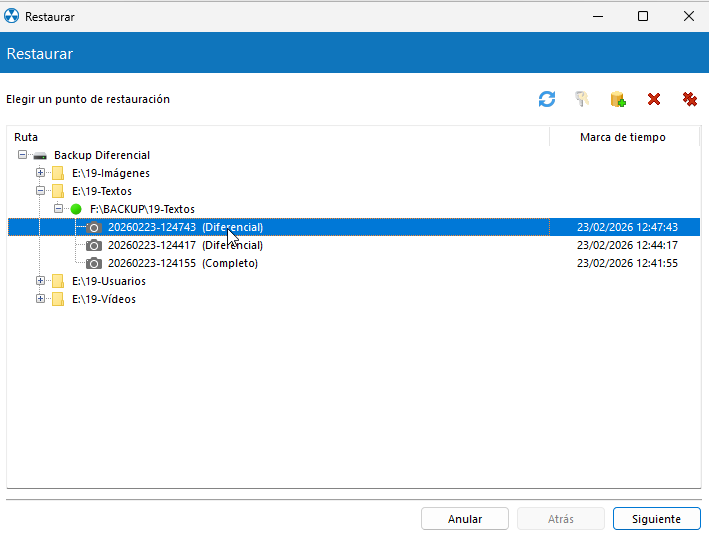 Restaurar
Restaurar
Elegir un punto de restauración
Ruta Marca de tiempo
Backup Diferencial
E:\19-Imágenes
E:\19-Textos
F:\BACKUP\19-Textos
20260223-124743 (Diferencial) 23/02/2026 12:47:43
20260223-124417 (Diferencial) 23/02/2026 12:44:17
20260223-124155 (Completo) 23/02/2026 12:41:55
E:\19-Usuarios
E:\19-Vídeos
Anular Atrás Siguiente